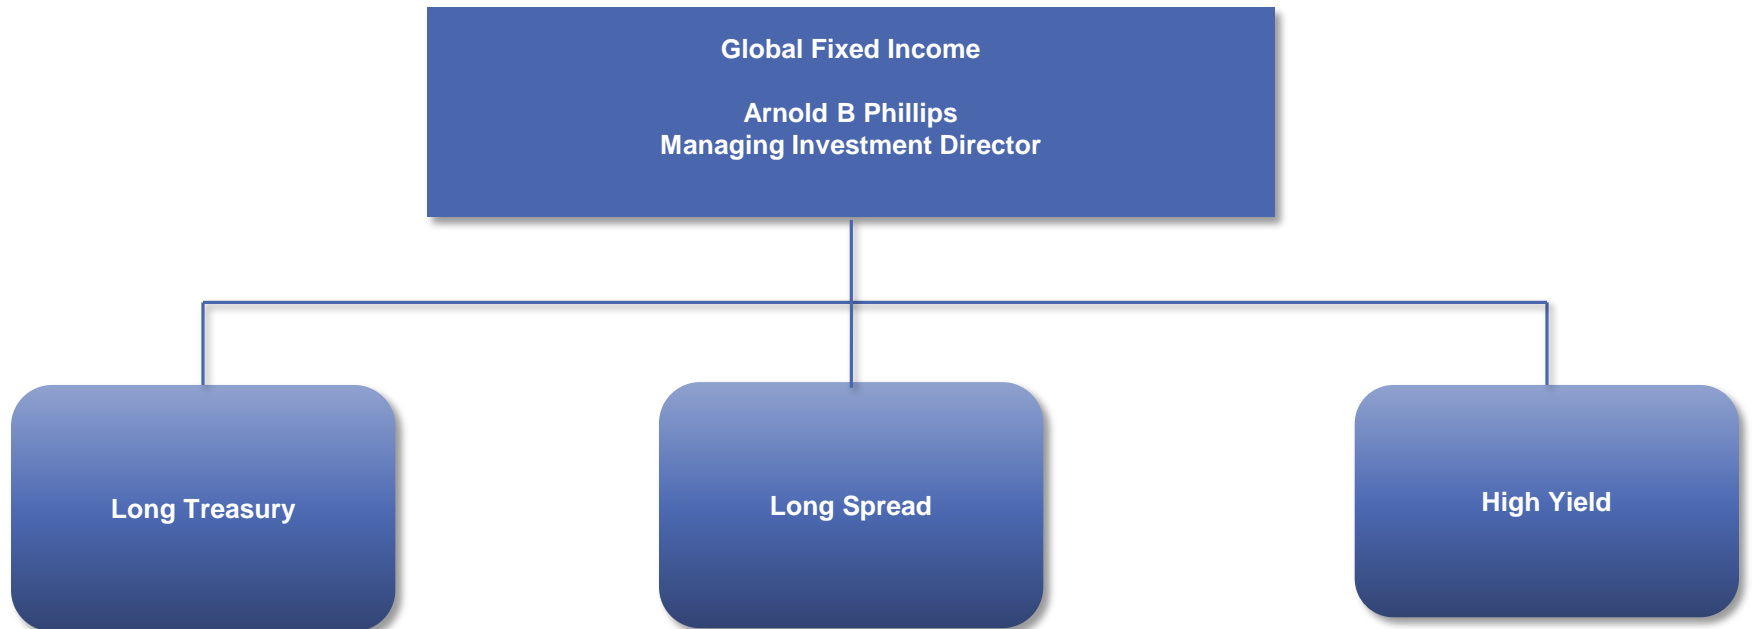 Global Fixed Income
Arnold B Phillips
Managing Investment Director
Long Treasury
Long Spread
High Yield